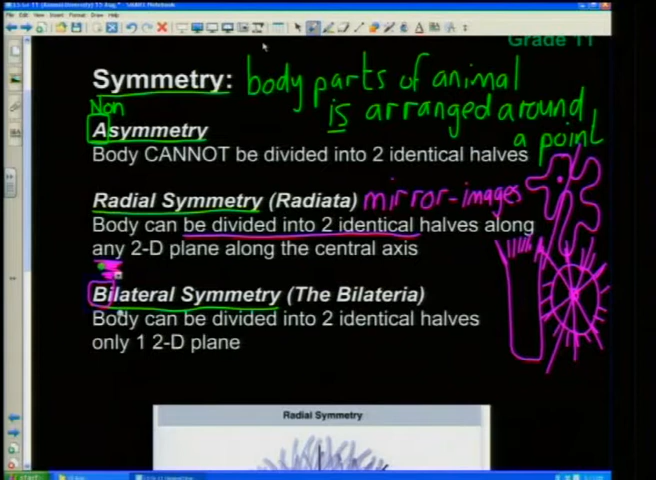 Grade 11
Symmetry: body parts of animal
is arranged around
a point
Non
Asymmetry
Body CANNOT be divided into 2 identical halves
Radial Symmetry (Radiata) mirror-images
Body can be divided into 2 identical halves along
any 2-D plane along the central axis
Bilateral Symmetry (The Bilateria)
Body can be divided into 2 identical halves
only 1 2-D plane
Radial Symmetry